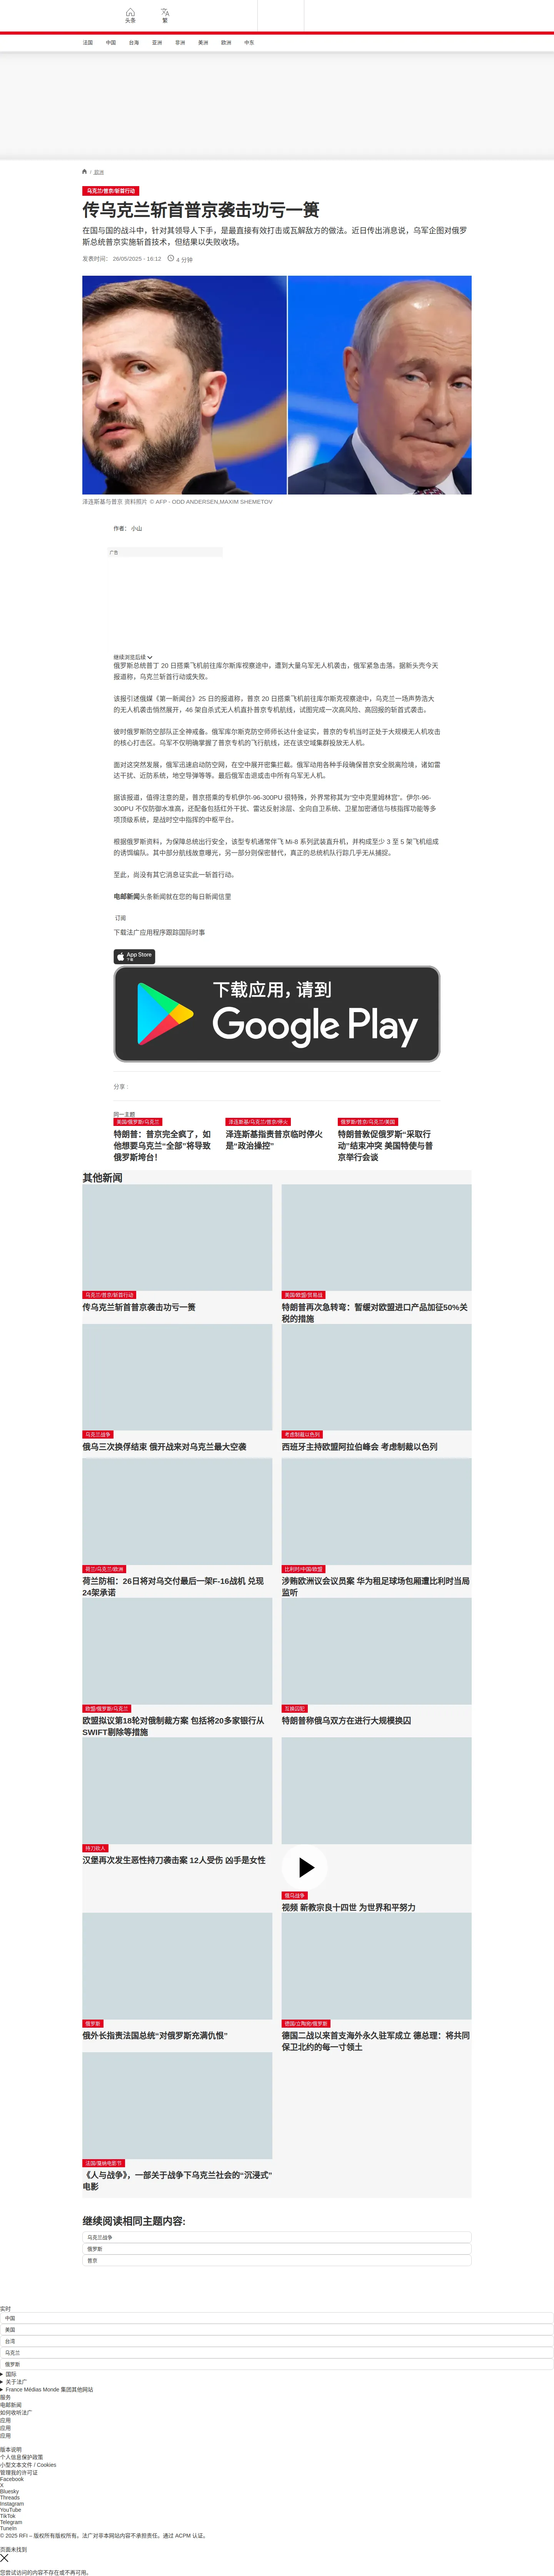 头条
繁
法国
中国
台海
亚洲
非洲
美洲
欧洲
中东
/ 欧洲
乌克兰/普京/斩首行动
传乌克兰斩首普京袭击功亏一篑
在国与国的战斗中，针对其领导人下手，是最直接有效打击或瓦解敌方的做法。近日传出消息说，乌军企图对俄罗
斯总统普京实施斩首技术，但结果以失败收场。
发表时间： 26/05/2025 - 16:12 4 分钟
泽连斯基与普京 资料照片 © AFP - ODD ANDERSEN,MAXIM SHEMETOV
作者： 小山
广告
继续浏览后续
俄罗斯总统普丁 20 日搭乘飞机前往库尔斯库视察途中，遭到大量乌军无人机袭击，俄军紧急击落。据新头壳今天
报道称，乌克兰斩首行动或失败。
该报引述俄媒《第一新闻台》25 日的报道称，普京 20 日搭乘飞机前往库尔斯克视察途中，乌克兰一场声势浩大
的无人机袭击悄然展开，46 架自杀式无人机直扑普京专机航线，试图完成一次高风险、高回报的斩首式袭击。
彼时俄罗斯防空部队正全神戒备。俄军库尔斯克防空师师长达什金证实，普京的专机当时正处于大规模无人机攻击
的核心打击区。乌军不仅明确掌握了普京专机的飞行航线，还在该空域集群投放无人机。
面对这突然发展，俄军迅速启动防空网，在空中展开密集拦截。俄军动用各种手段确保普京安全脱离险境，诸如雷
达干扰、近防系统，地空导弹等等。最后俄军击退或击中所有乌军无人机。
据该报道，值得注意的是，普京搭乘的专机伊尔-96-300PU 很特殊，外界常称其为“空中克里姆林宫”。伊尔-96-
300PU 不仅防御水准高，还配备包括红外干扰、雷达反射涂层、全向自卫系统、卫星加密通信与核指挥功能等多
项顶级系统，是战时空中指挥的中枢平台。
根据俄罗斯资料，为保障总统出行安全，该型专机通常伴飞 Mi-8 系列武装直升机，并构成至少 3 至 5 架飞机组成
的诱饵编队。其中部分航线故意曝光，另一部分则保密替代，真正的总统机队行踪几乎无从捕捉。
至此，尚没有其它消息证实此一斩首行动。
电邮新闻头条新闻就在您的每日新闻信里
订阅
下载法广应用程序跟踪国际时事
App Store
下载
下载应用，请到
Google Play
分享 :
同一主题
美国/俄罗斯/乌克兰
特朗普：普京完全疯了，如
他想要乌克兰“全部”将导致
俄罗斯垮台！
泽连斯基/乌克兰/普京/停火
泽连斯基指责普京临时停火
是“政治操控”
俄罗斯/普京/乌克兰/美国
特朗普敦促俄罗斯“采取行
动”结束冲突 美国特使与普
京举行会谈
其他新闻
乌克兰/普京/斩首行动
传乌克兰斩首普京袭击功亏一篑
美国/欧盟/贸易战
特朗普再次急转弯：暂缓对欧盟进口产品加征50%关
税的措施
乌克兰战争
俄乌三次换俘结束 俄开战来对乌克兰最大空袭
考虑制裁以色列
西班牙主持欧盟阿拉伯峰会 考虑制裁以色列
荷兰/乌克兰/欧洲
荷兰防相：26日将对乌交付最后一架F-16战机 兑现
24架承诺
比利时/中国/欧盟
涉贿欧洲议会议员案 华为租足球场包厢遭比利时当局
监听
欧盟/俄罗斯/乌克兰
欧盟拟议第18轮对俄制裁方案 包括将20多家银行从
SWIFT剔除等措施
互换囚犯
特朗普称俄乌双方在进行大规模换囚
持刀砍人
汉堡再次发生恶性持刀袭击案 12人受伤 凶手是女性
俄乌战争
视频 新教宗良十四世 为世界和平努力
俄罗斯
俄外长指责法国总统“对俄罗斯充满仇恨”
德国/立陶宛/俄罗斯
德国二战以来首支海外永久驻军成立 德总理：将共同
保卫北约的每一寸领土
法国/戛纳电影节
《人与战争》，一部关于战争下乌克兰社会的“沉浸式”
电影
继续阅读相同主题内容:
乌克兰战争
俄罗斯
普京
实时
中国
美国
台湾
乌克兰
俄罗斯
国际
关于法广
France Médias Monde 集团其他网站
服务
电邮新闻
如何收听法广
应用
应用
应用
版本说明
个人信息保护政策
小型文本文件 / Cookies
管理我的许可证
Facebook
X
Bluesky
Threads
Instagram
YouTube
TikTok
Telegram
TuneIn
© 2025 RFI – 版权所有版权所有。法广对非本网站内容不承担责任。通过 ACPM 认证。
页面未找到
您尝试访问的内容不存在或不再可用。